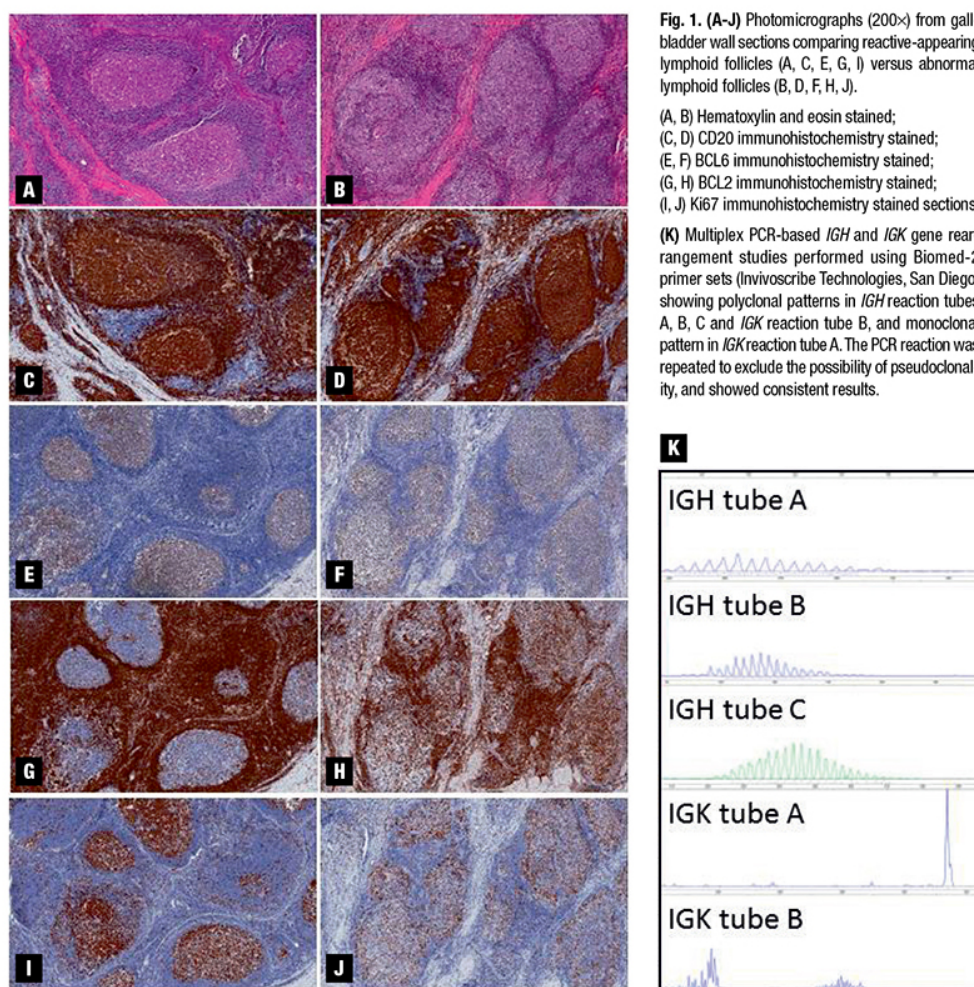 Fig. 1. (A-J) Photomicrographs (200×) from gall
bladder wall sections comparing reactive-appearing
lymphoid follicles (A, C, E, G, I) versus abnorma
lymphoid follicles (B, D, F, H, J).
(A, B) Hematoxylin and eosin stained;
(C, D) CD20 immunohistochemistry stained;
(E, F) BCL6 immunohistochemistry stained;
(G, H) BCL2 immunohistochemistry stained;
(I, J) Ki67 immunohistochemistry stained sections
(K) Multiplex PCR-based IGH and IGK gene rear
rangement studies performed using Biomed-2
primer sets (Invivoscribe Technologies, San Diego
showing polyclonal patterns in IGH reaction tubes
A, B, C and IGK reaction tube B, and monoclona
pattern in IGK reaction tube A. The PCR reaction was
repeated to exclude the possibility of pseudoclonal
ity, and showed consistent results.
A
B
C
D
E
F
G
H
I
J
K
IGH tube A
IGH tube B
IGH tube C
IGK tube A
IGK tube B